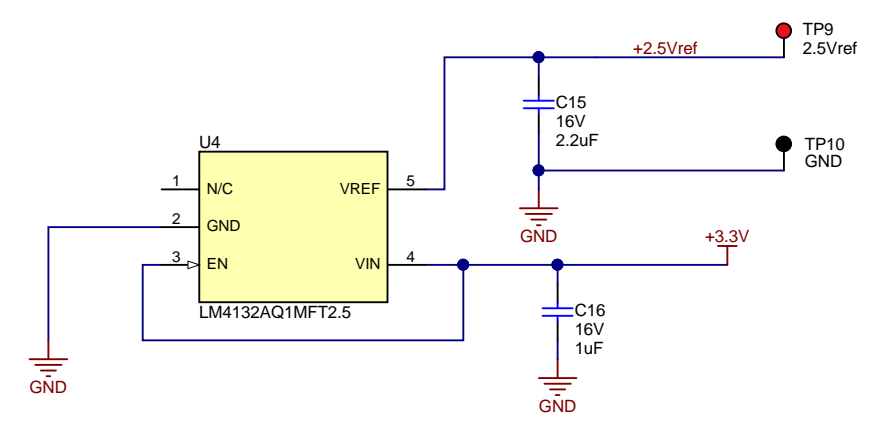 TP9
2.5Vref
+2.5Vref
C15
16V
2.2uF
TP10
GND
GND
U4
1 N/C VREF 5
2 GND
3 EN VIN 4
LM4132AQ1MFT2.5
+3.3V
C16
16V
1uF
GND
GND